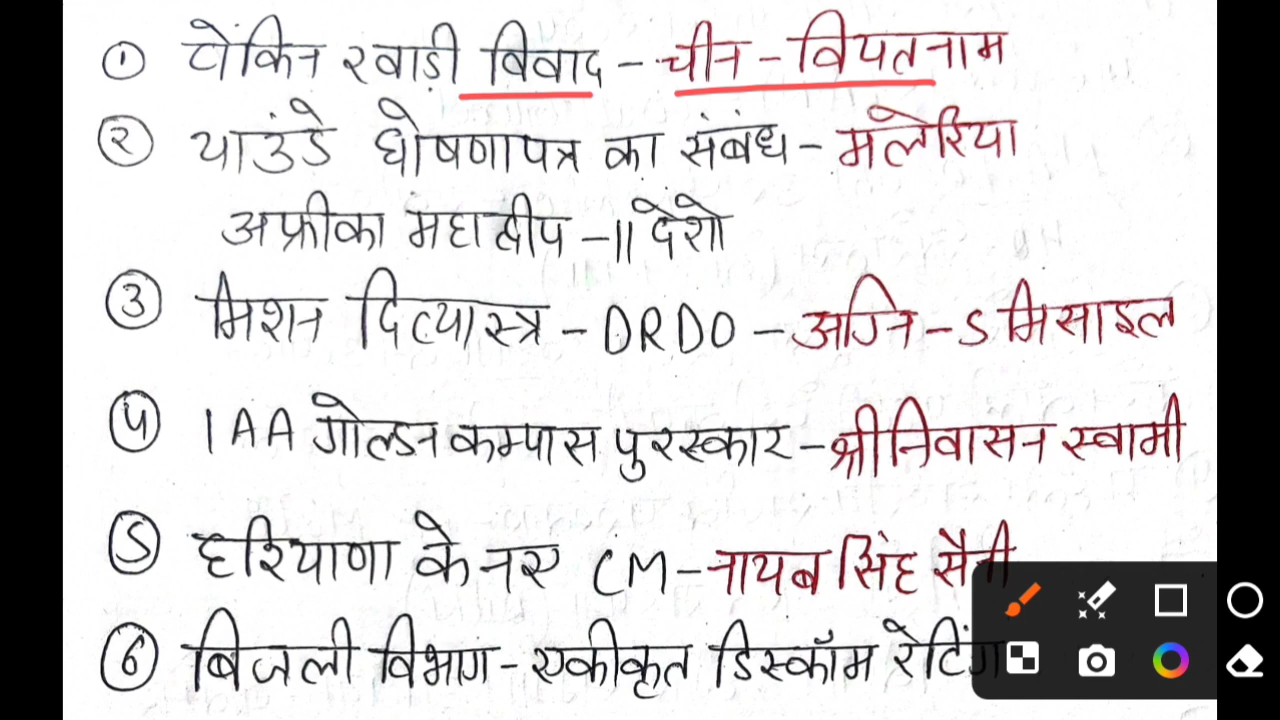 ① टोंकिन खाड़ी विवाद - चीन - वियतनाम
② याउंडे घोषणापत्र का संबंध - मलेरिया
अफ्रीका महाद्वीप - 11 देशो
③ मिशन दिव्यास्त्र - DRDO - अग्नि - 5 मिसाइल
④ IAA गोल्डन कम्पास पुरस्कार - श्रीनिवासन स्वामी
⑤ हरियाणा के नए CM - नायब सिंह सैनी
⑥ बिजली विभाग - एकीकृत डिस्कॉम रेटिंग